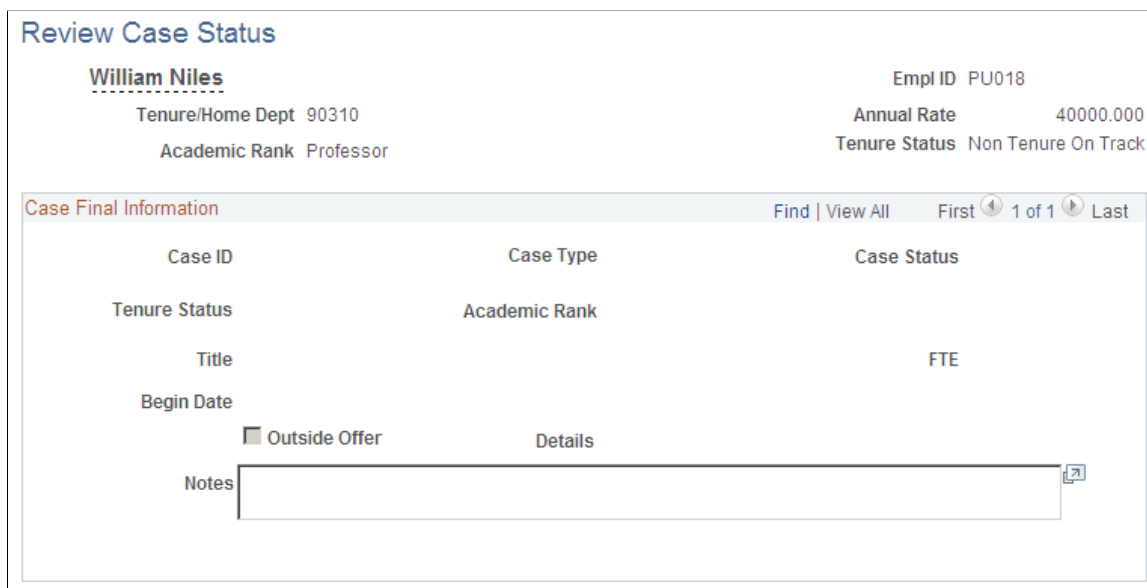 Review Case Status
William Niles Empl ID PU018
Tenure/Home Dept 90310 Annual Rate 40000.000
Academic Rank Professor Tenure Status Non Tenure On Track
Case Final Information Find | View All First 1 of 1 Last
Case ID Case Type Case Status
Tenure Status Academic Rank
Title FTE
Begin Date
Outside Offer Details
Notes